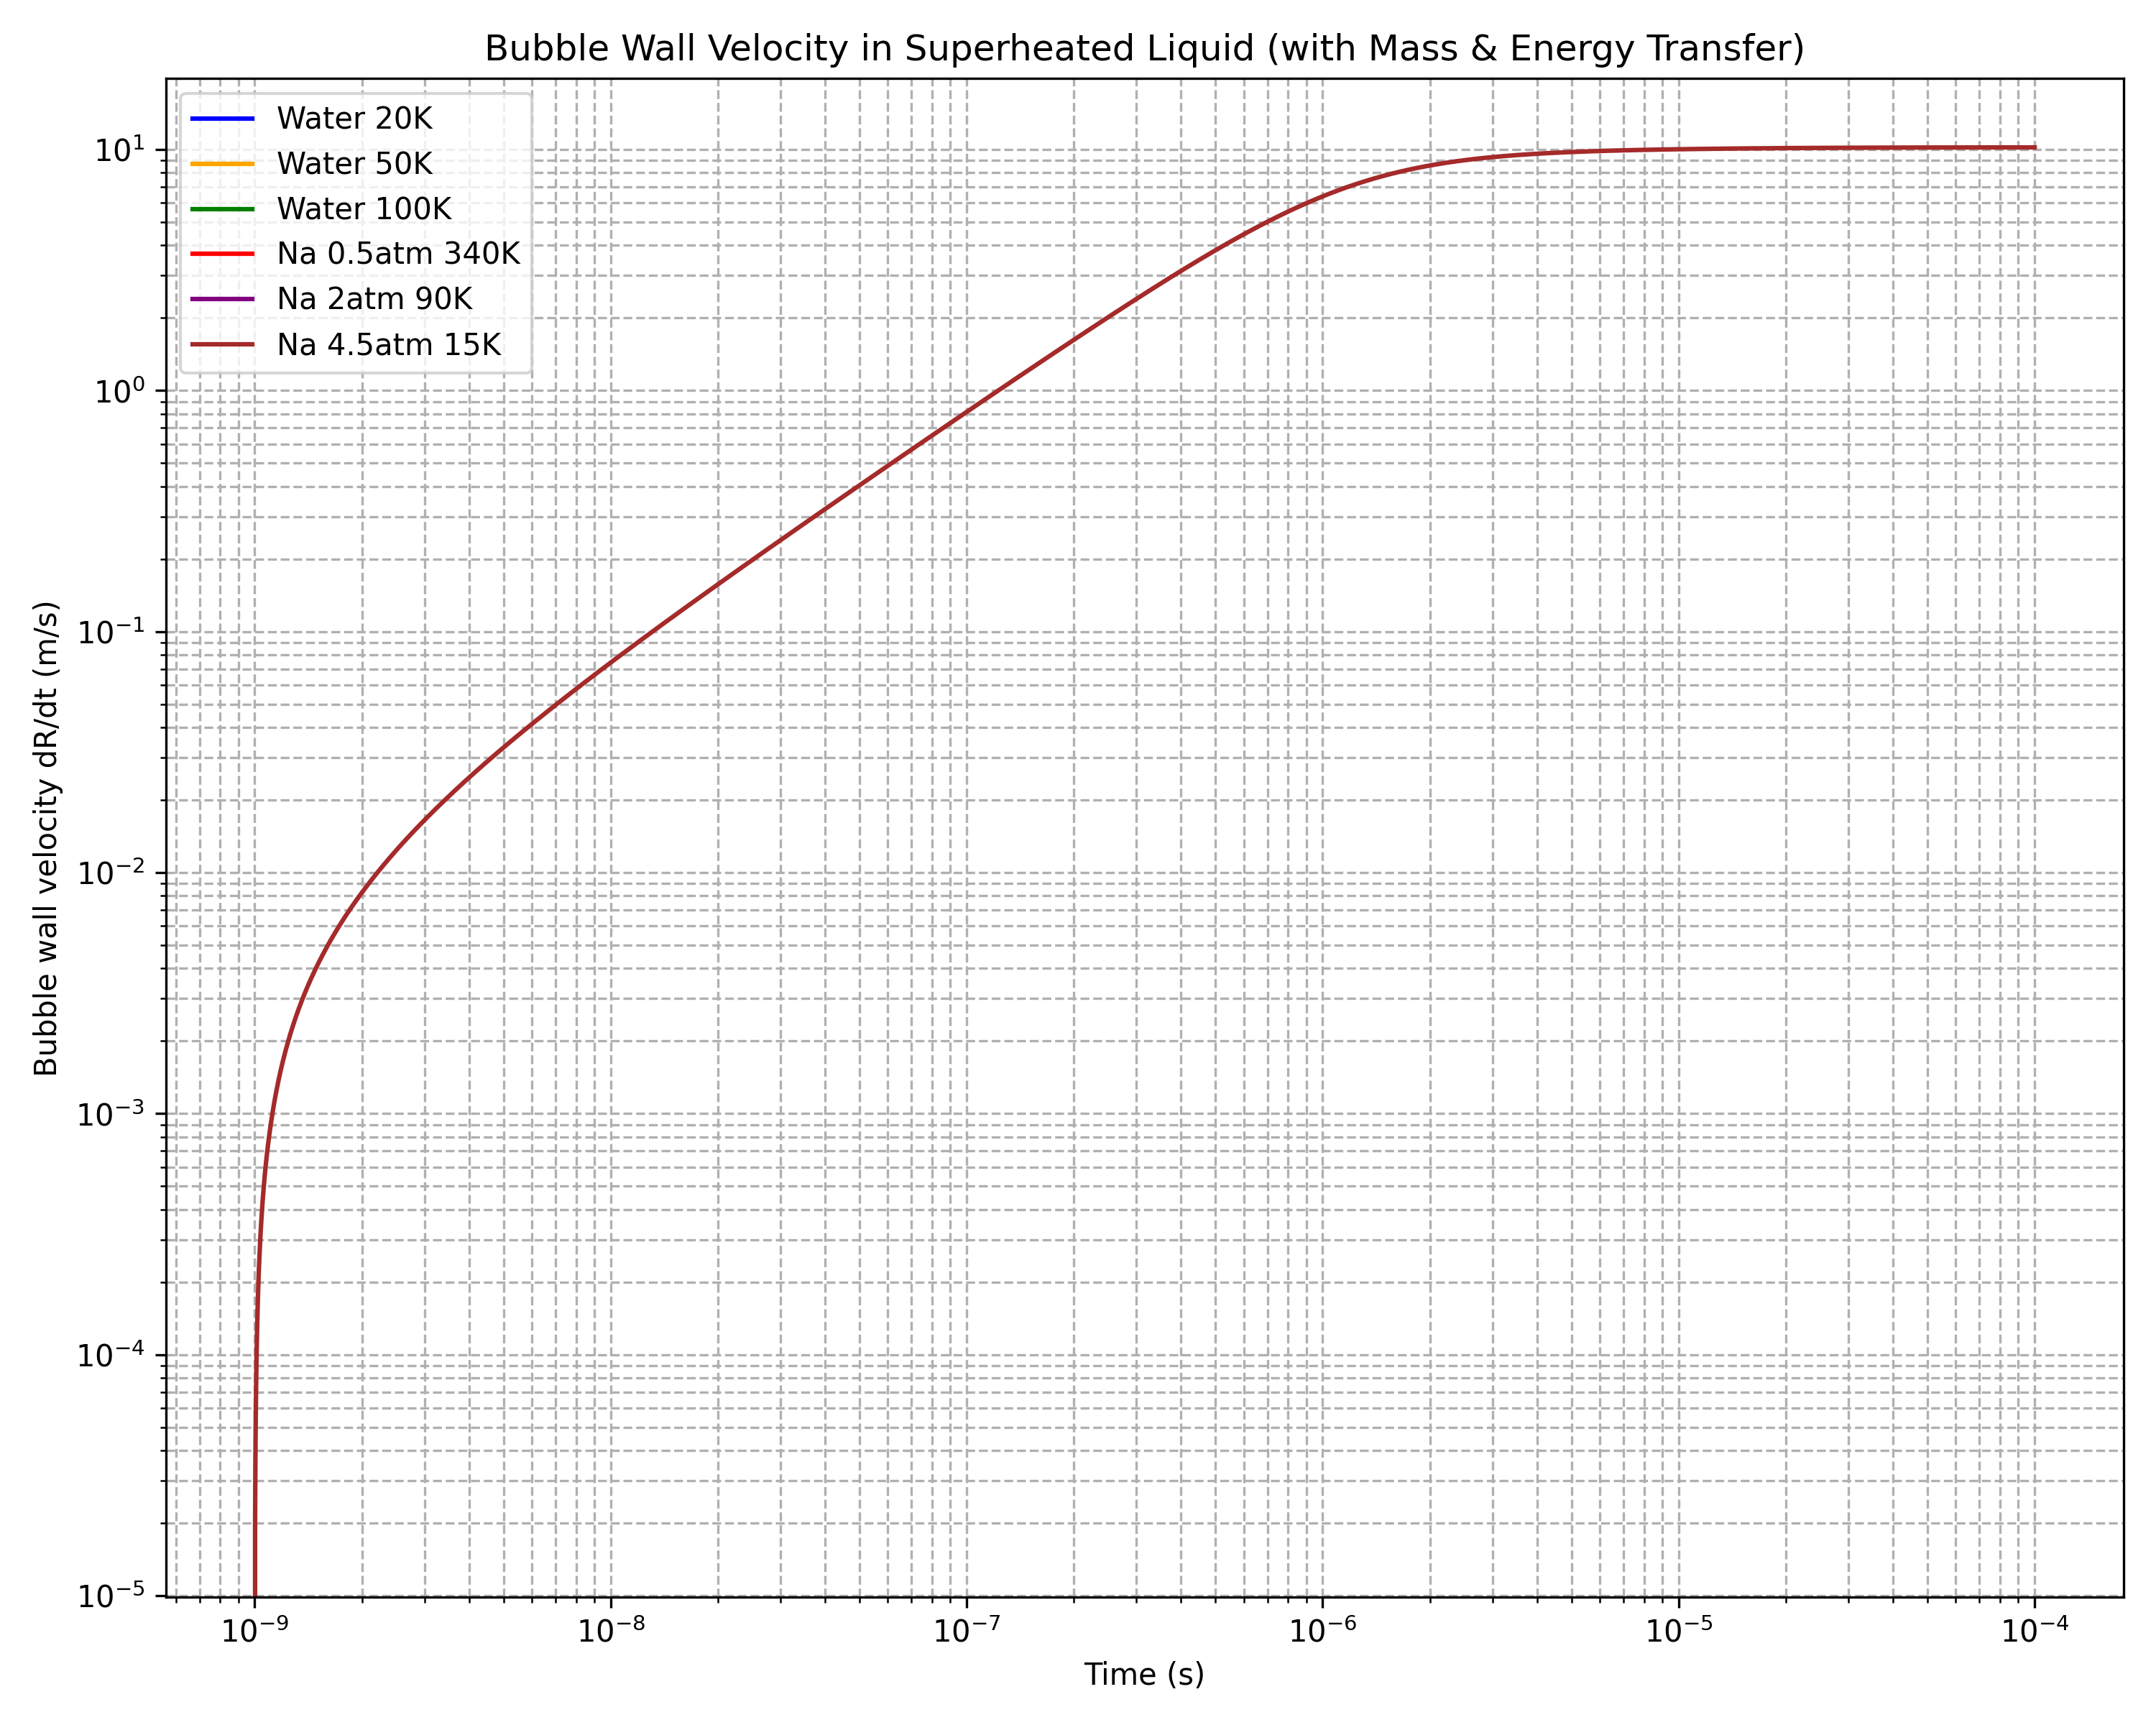 Bubble Wall Velocity in Superheated Liquid (with Mass & Energy Transfer)
Water 20K
Water 50K
Water 100K
Na 0.5atm 340K
Na 2atm 90K
Na 4.5atm 15K
Bubble wall velocity dR/dt (m/s)
10¹
10⁰
10⁻¹
10⁻²
10⁻³
10⁻⁴
10⁻⁵
10⁻⁹ 10⁻⁸ 10⁻⁷ 10⁻⁶ 10⁻⁵ 10⁻⁴
Time (s)